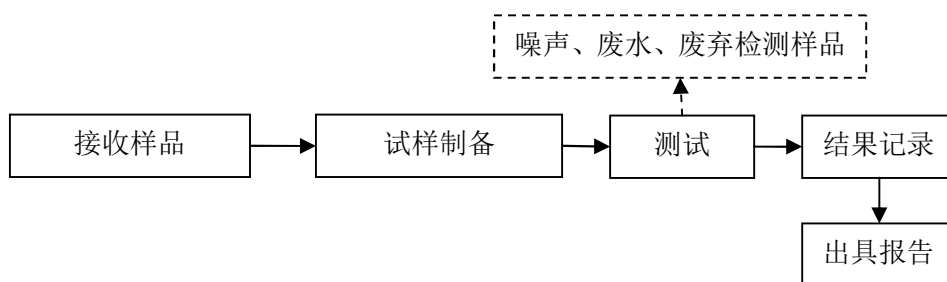 噪声、废水、废弃检测样品
接收样品
试样制备
测试
结果记录
出具报告